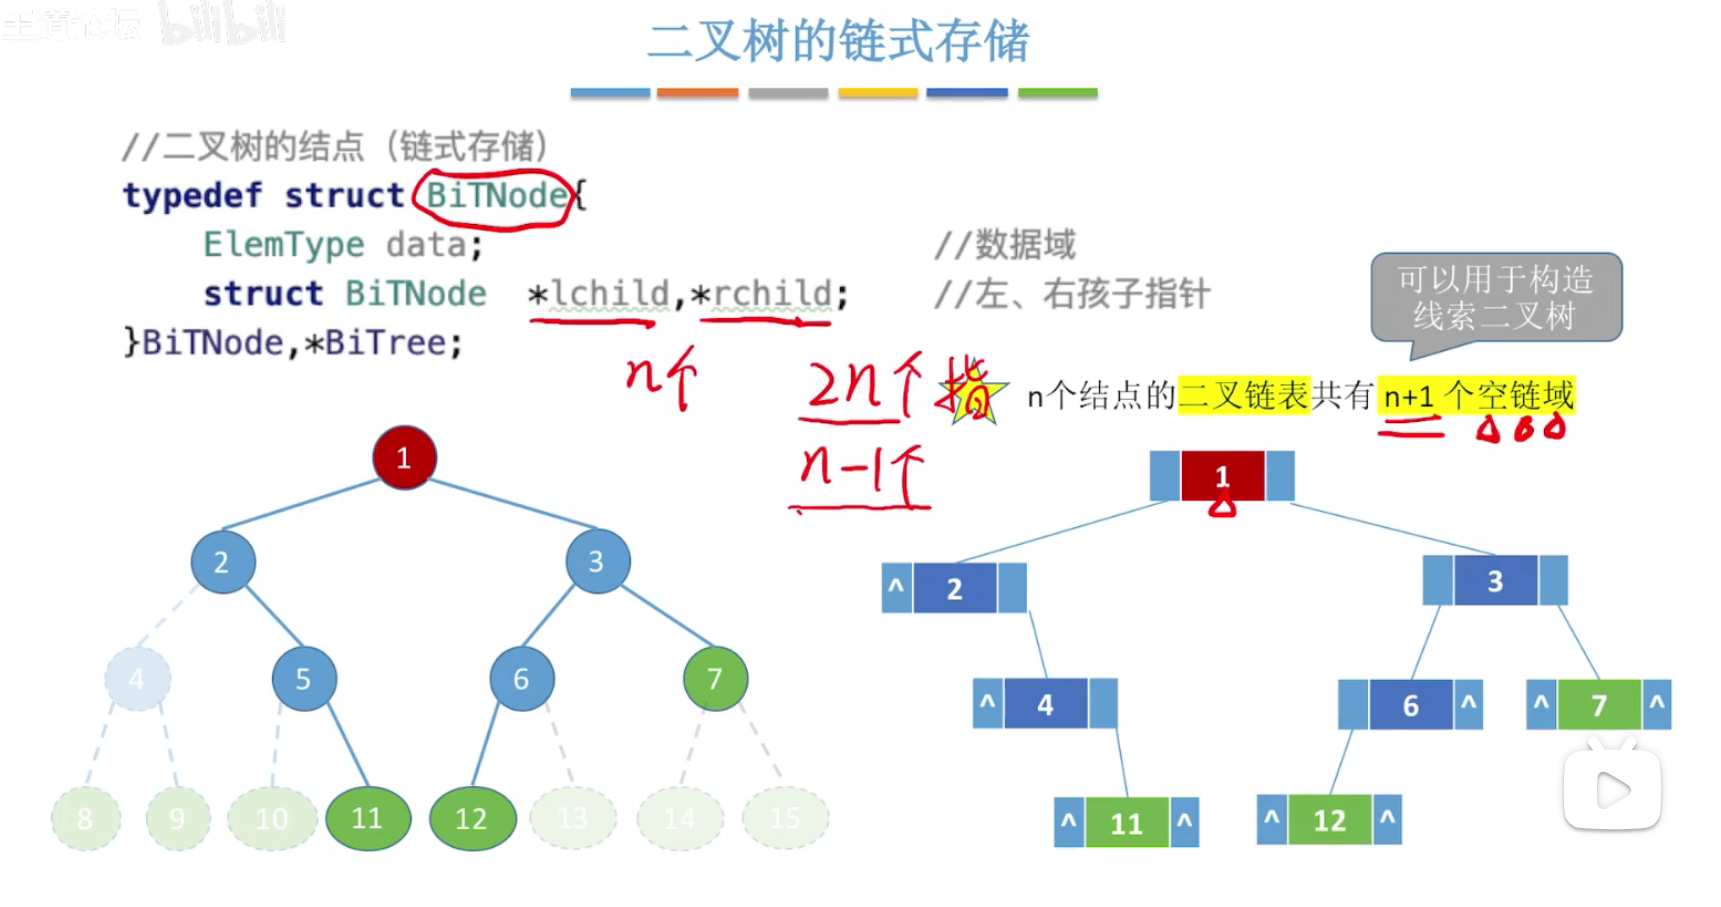 王道论坛 bilibili
二叉树的链式存储
//二叉树的结点（链式存储）
typedef struct BiTNode{
ElemType data; //数据域
struct BiTNode *lchild,*rchild; //左、右孩子指针
}BiTNode,*BiTree;
可以用于构造
线索二叉树
n个
2n个指
n-1个
n个结点的二叉链表共有 n+1 个空链域
1
2 3
4 5 6 7
8 9 10 11 12 13 14 15
1
^ 2 3
^ 4 6 ^ ^ 7 ^
^ 11 ^ ^ 12 ^